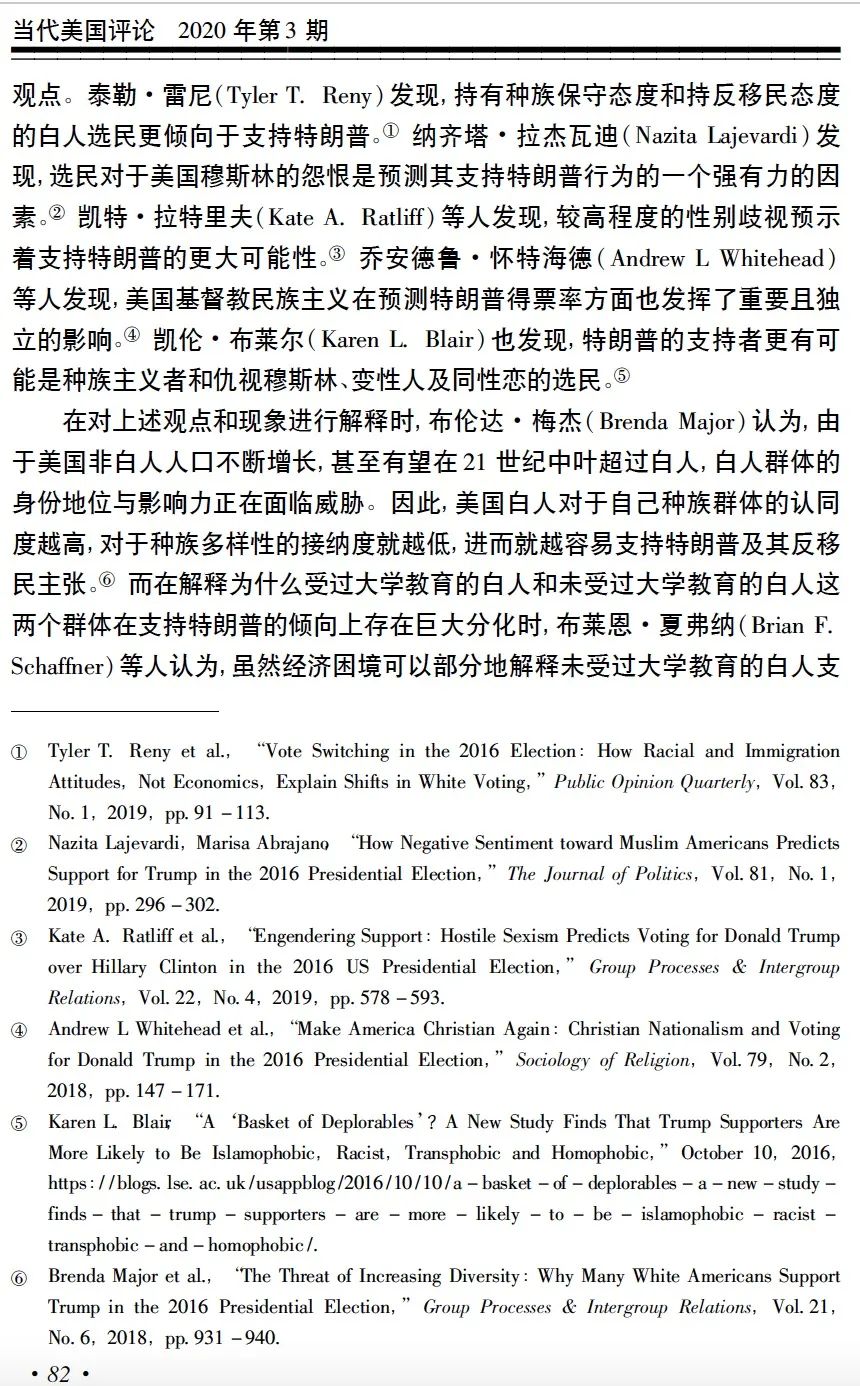 当代美国评论 2020 年第 3 期
观点。泰勒·雷尼(Tyler T. Reny)发现,持有种族保守态度和持反移民态度
的白人选民更倾向于支持特朗普。① 纳齐塔·拉杰瓦迪(Nazita Lajevardi)发
现,选民对于美国穆斯林的怨恨是预测其支持特朗普行为的一个强有力的因
素。② 凯特·拉特里夫(Kate A. Ratliff)等人发现,较高程度的性别歧视预示
着支持特朗普的更大可能性。③ 乔安德鲁·怀特海德(Andrew L Whitehead)
等人发现,美国基督教民族主义在预测特朗普得票率方面也发挥了重要且独
立的影响。④ 凯伦·布莱尔(Karen L. Blair)也发现,特朗普的支持者更有可
能是种族主义者和仇视穆斯林、变性人及同性恋的选民。⑤
在对上述观点和现象进行解释时,布伦达·梅杰(Brenda Major)认为,由
于美国非白人人口不断增长,甚至有望在 21 世纪中叶超过白人,白人群体的
身份地位与影响力正在面临威胁。因此,美国白人对于自己种族群体的认同
度越高,对于种族多样性的接纳度就越低,进而就越容易支持特朗普及其反移
民主张。⑥ 而在解释为什么受过大学教育的白人和未受过大学教育的白人这
两个群体在支持特朗普的倾向上存在巨大分化时,布莱恩·夏弗纳(Brian F.
Schaffner)等人认为,虽然经济困境可以部分地解释未受过大学教育的白人支
① Tyler T. Reny et al., “Vote Switching in the 2016 Election: How Racial and Immigration
Attitudes, Not Economics, Explain Shifts in White Voting,” Public Opinion Quarterly, Vol. 83,
No. 1, 2019, pp. 91 – 113.
② Nazita Lajevardi, Marisa Abrajano, “How Negative Sentiment toward Muslim Americans Predicts
Support for Trump in the 2016 Presidential Election,” The Journal of Politics, Vol. 81, No. 1,
2019, pp. 296 – 302.
③ Kate A. Ratliff et al., “Engendering Support: Hostile Sexism Predicts Voting for Donald Trump
over Hillary Clinton in the 2016 US Presidential Election,” Group Processes & Intergroup
Relations, Vol. 22, No. 4, 2019, pp. 578 – 593.
④ Andrew L Whitehead et al., “Make America Christian Again: Christian Nationalism and Voting
for Donald Trump in the 2016 Presidential Election,” Sociology of Religion, Vol. 79, No. 2,
2018, pp. 147 – 171.
⑤ Karen L. Blair, “A ‘Basket of Deplorables’? A New Study Finds That Trump Supporters Are
More Likely to Be Islamophobic, Racist, Transphobic and Homophobic,” October 10, 2016,
https://blogs. lse. ac. uk/usappblog/2016/10/10/a – basket – of – deplorables – a – new – study –
finds – that – trump – supporters – are – more – likely – to – be – islamophobic – racist –
transphobic – and – homophobic/.
⑥ Brenda Major et al., “The Threat of Increasing Diversity: Why Many White Americans Support
Trump in the 2016 Presidential Election,” Group Processes & Intergroup Relations, Vol. 21,
No. 6, 2018, pp. 931 – 940.
· 82 ·